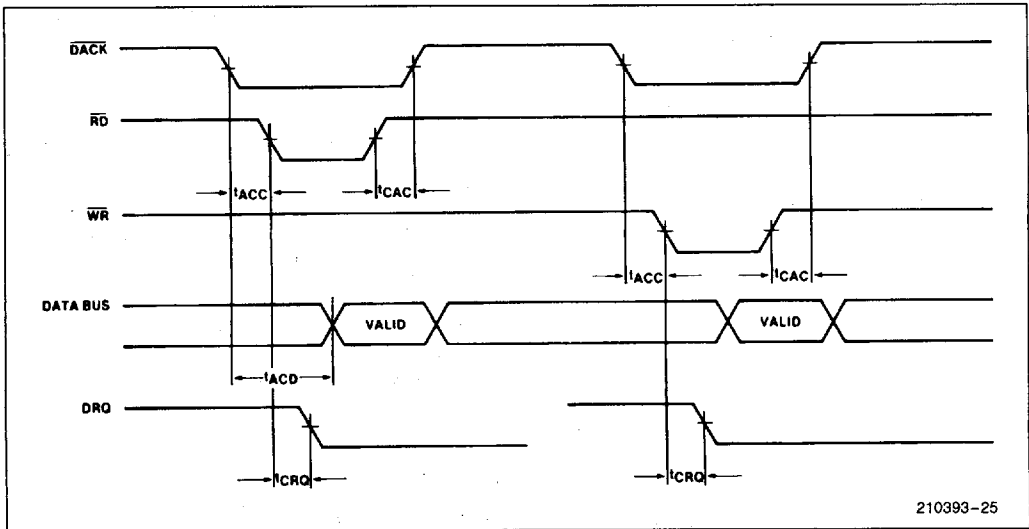 DACK
RD
tACC
tCAC
WR
tACC
tCAC
DATA BUS
VALID
VALID
tACD
DRQ
tCRQ
tCRQ
210393-25